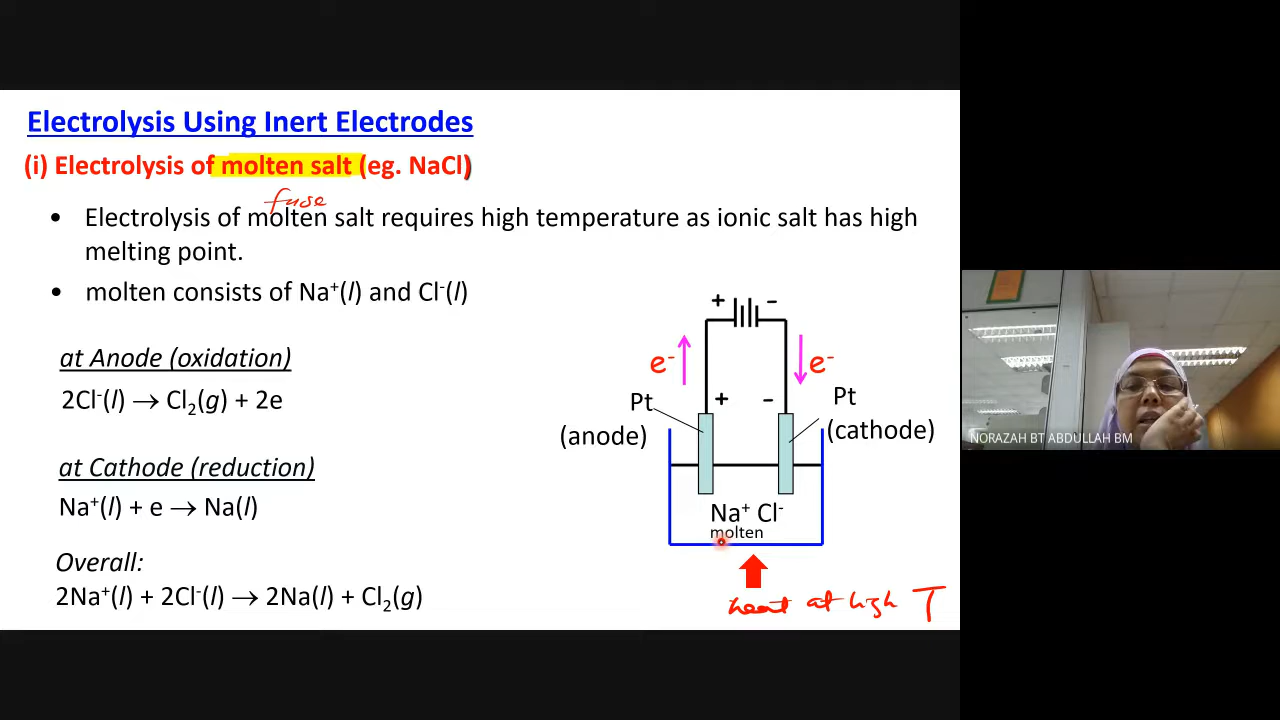 Electrolysis Using Inert Electrodes
(i) Electrolysis of molten salt (eg. NaCl)
fuse
• Electrolysis of molten salt requires high temperature as ionic salt has high
melting point.
• molten consists of Na⁺(l) and Cl⁻(l)
at Anode (oxidation)
2Cl⁻(l) → Cl₂(g) + 2e
at Cathode (reduction)
Na⁺(l) + e → Na(l)
Overall:
2Na⁺(l) + 2Cl⁻(l) → 2Na(l) + Cl₂(g)
+ −
e⁻ e⁻
Pt + − Pt
(anode) (cathode)
Na⁺ Cl⁻
molten
heat at high T
NORAZAH BT ABDULLAH BM